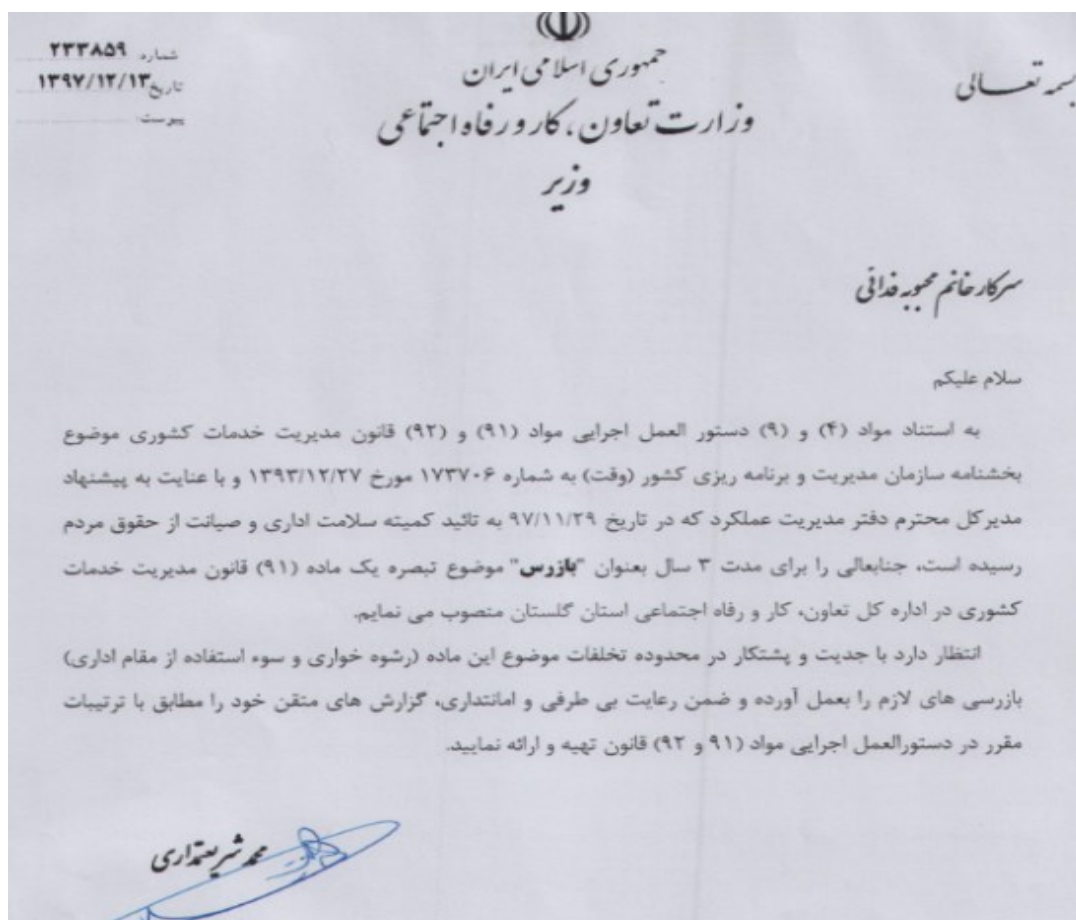 بسمه تعالی
جمهوری اسلامی ایران
وزارت تعاون، کار و رفاه اجتماعی
وزیر
شماره ۲۳۳۸۵۹
تاریخ ۱۳۹۷/۱۲/۱۳
پیوست
سرکار خانم محبوبه فدائی
سلام علیکم
به استناد مواد (۴) و (۹) دستور العمل اجرایی مواد (۹۱) و (۹۲) قانون مدیریت خدمات کشوری موضوع
بخشنامه سازمان مدیریت و برنامه ریزی کشور (وقت) به شماره ۱۷۳۷۰۶ مورخ ۱۳۹۳/۱۲/۲۷ و با عنایت به پیشنهاد
مدیرکل محترم دفتر مدیریت عملکرد که در تاریخ ۹۷/۱۱/۲۹ به تائید کمیته سلامت اداری و صیانت از حقوق مردم
رسیده است، جنابعالی را برای مدت ۳ سال بعنوان "بازرس" موضوع تبصره یک ماده (۹۱) قانون مدیریت خدمات
کشوری در اداره کل تعاون، کار و رفاه اجتماعی استان گلستان منصوب می نمایم.
انتظار دارد با جدیت و پشتکار در محدوده تخلفات موضوع این ماده (رشوه خواری و سوء استفاده از مقام اداری)
بازرسی های لازم را بعمل آورده و ضمن رعایت بی طرفی و امانتداری، گزارش های متقن خود را مطابق با ترتیبات
مقرر در دستورالعمل اجرایی مواد (۹۱ و ۹۲) قانون تهیه و ارائه نمایید.
محمد شریعتمداری